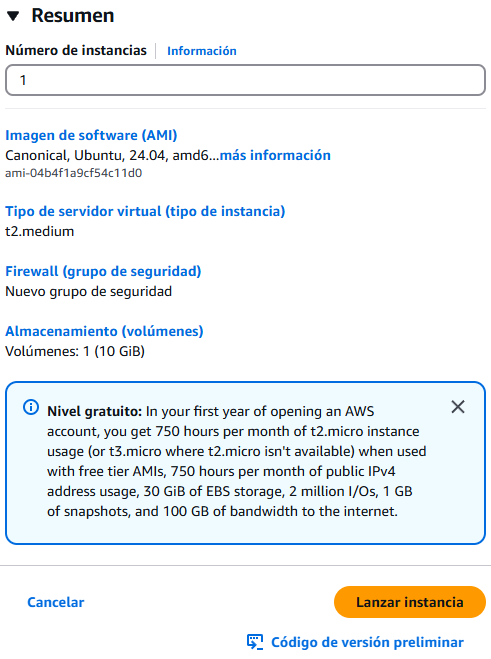 Resumen
Número de instancias Información
1
Imagen de software (AMI)
Canonical, Ubuntu, 24.04, amd6...más información
ami-04b4f1a9cf54c11d0
Tipo de servidor virtual (tipo de instancia)
t2.medium
Firewall (grupo de seguridad)
Nuevo grupo de seguridad
Almacenamiento (volúmenes)
Volúmenes: 1 (10 GiB)
Nivel gratuito: In your first year of opening an AWS
account, you get 750 hours per month of t2.micro instance
usage (or t3.micro where t2.micro isn't available) when used
with free tier AMIs, 750 hours per month of public IPv4
address usage, 30 GiB of EBS storage, 2 million I/Os, 1 GB
of snapshots, and 100 GB of bandwidth to the internet.
Cancelar Lanzar instancia
Código de versión preliminar